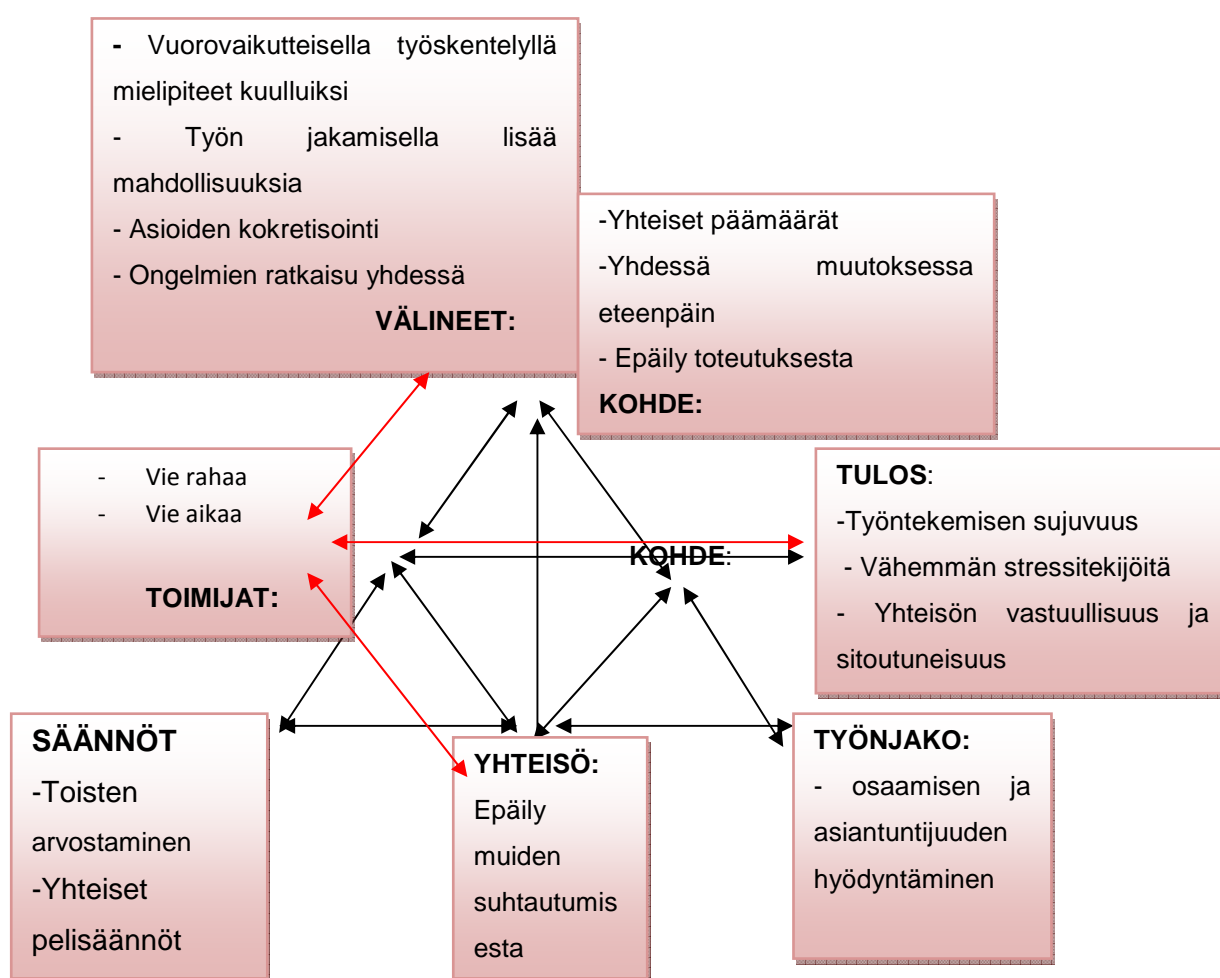 - Vuorovaikutteisella työskentelyllä
mielipiteet kuulluiksi
- Työn jakamisella lisää
mahdollisuuksia
- Asioiden kokretisointi
- Ongelmien ratkaisu yhdessä
VÄLINEET:
-Yhteiset päämäärät
-Yhdessä muutoksessa
eteenpäin
- Epäily toteutuksesta
KOHDE:
- Vie rahaa
- Vie aikaa
TOIMIJAT:
KOHDE:
TULOS:
-Työntekemisen sujuvuus
- Vähemmän stressitekijöitä
- Yhteisön vastuullisuus ja
sitoutuneisuus
SÄÄNNÖT
-Toisten
arvostaminen
-Yhteiset
pelisäännöt
YHTEISÖ:
Epäily
muiden
suhtautumis
esta
TYÖNJAKO:
- osaamisen ja
asiantuntijuuden
hyödyntäminen